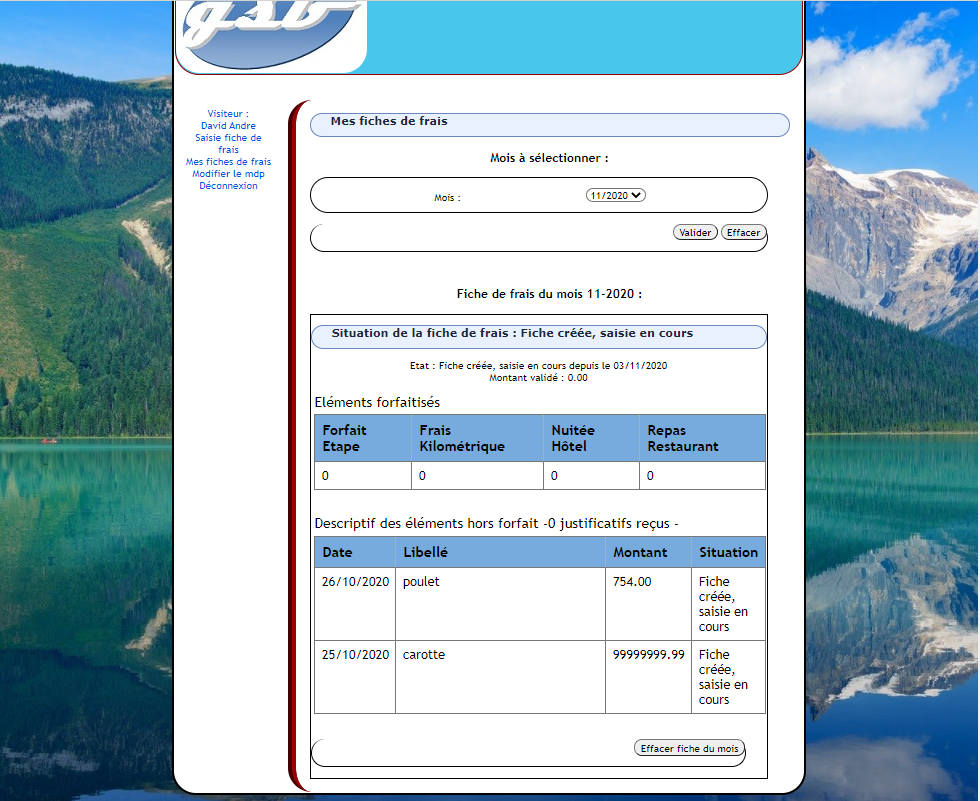 gsb
Visiteur :
David Andre
Saisie fiche de
frais
Mes fiches de frais
Modifier le mdp
Déconnexion
Mes fiches de frais
Mois à sélectionner :
Mois : 11/2020
Valider Effacer
Fiche de frais du mois 11-2020 :
Situation de la fiche de frais : Fiche créée, saisie en cours
Etat : Fiche créée, saisie en cours depuis le 03/11/2020
Montant validé : 0.00
Eléments forfaitisés
Forfait Etape Frais Kilométrique Nuitée Hôtel Repas Restaurant
0 0 0 0
Descriptif des éléments hors forfait -0 justificatifs reçus -
Date Libellé Montant Situation
26/10/2020 poulet 754.00 Fiche créée, saisie en cours
25/10/2020 carotte 99999999.99 Fiche créée, saisie en cours
Effacer fiche du mois